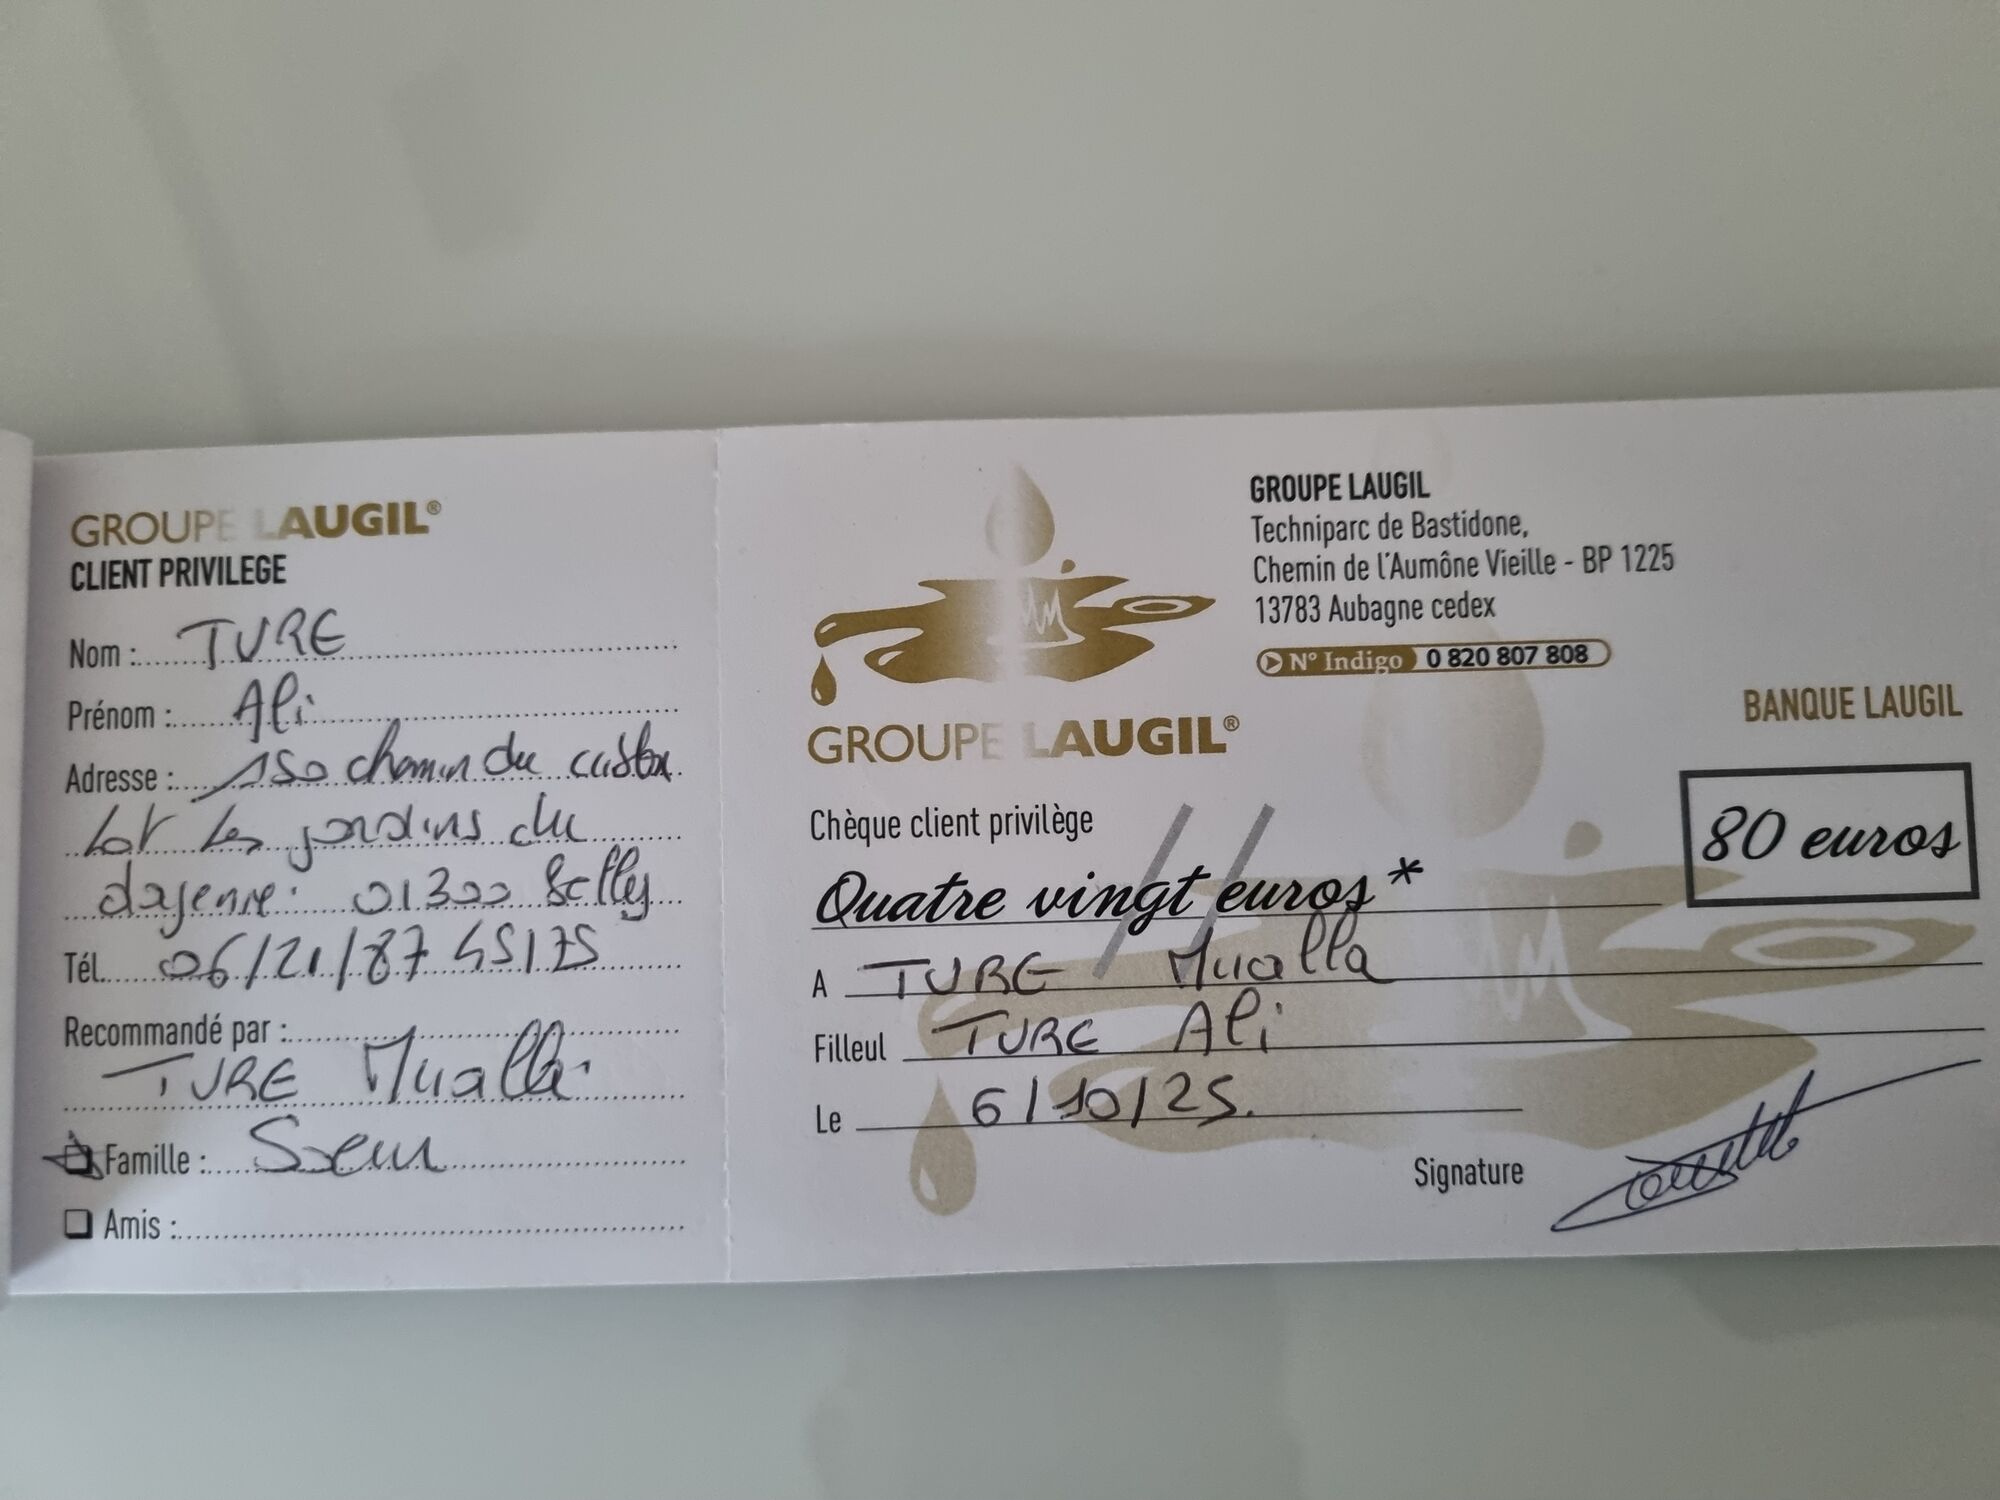 GROUPE LAUGIL®
CLIENT PRIVILEGE
Nom : TURE
Prénom : Ali
Adresse : 150 chemin du
lot les jardins du
01300 Belley
Tél. 06/21/87 45175
Recommandé par :
TURE Mualla
Famille : Sœur
Amis :
GROUPE LAUGIL®
GROUPE LAUGIL
Techniparc de Bastidone,
Chemin de l'Aumône Vieille - BP 1225
13783 Aubagne cedex
N° Indigo 0 820 807 808
BANQUE LAUGIL
Chèque client privilège
80 euros
Quatre vingt euros*
A TURE Mualla
Filleul TURE Ali
Le 6/10/25.
Signature